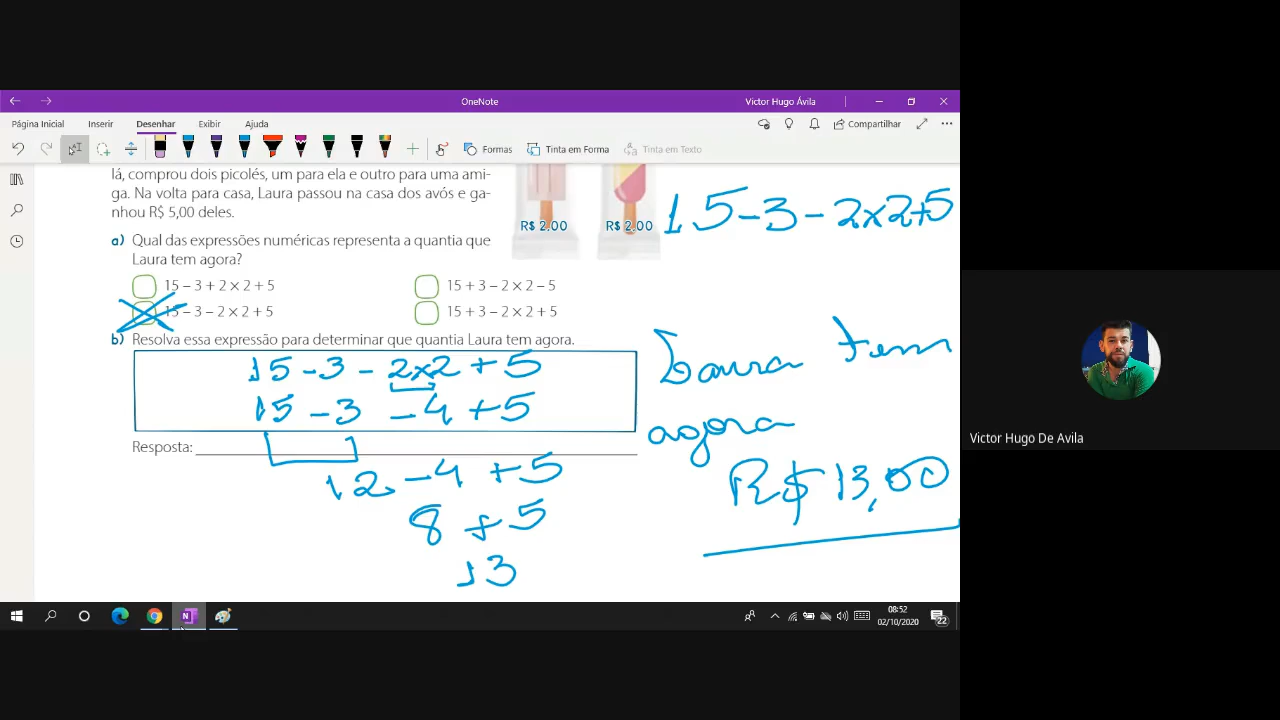 OneNote
Victor Hugo Ávila
Página Inicial Inserir Desenhar Exibir Ajuda
Compartilhar
Formas Tinta em Forma Tinta em Texto
lá, comprou dois picolés, um para ela e outro para uma ami-
ga. Na volta para casa, Laura passou na casa dos avós e ga-
nhou R$ 5,00 deles.
R$ 2,00 R$ 2,00
15-3-2x2+5
a) Qual das expressões numéricas representa a quantia que
Laura tem agora?
15 – 3 + 2 × 2 + 5
15 + 3 – 2 × 2 – 5
15 – 3 – 2 × 2 + 5
15 + 3 – 2 × 2 + 5
b) Resolva essa expressão para determinar que quantia Laura tem agora.
15 -3 - 2x2 + 5
15 -3 -4 +5
Resposta:
12 -4 +5
8 +5
13
Laura tem
agora
R$ 13,00
Victor Hugo De Avila
08:52
02/10/2020
22